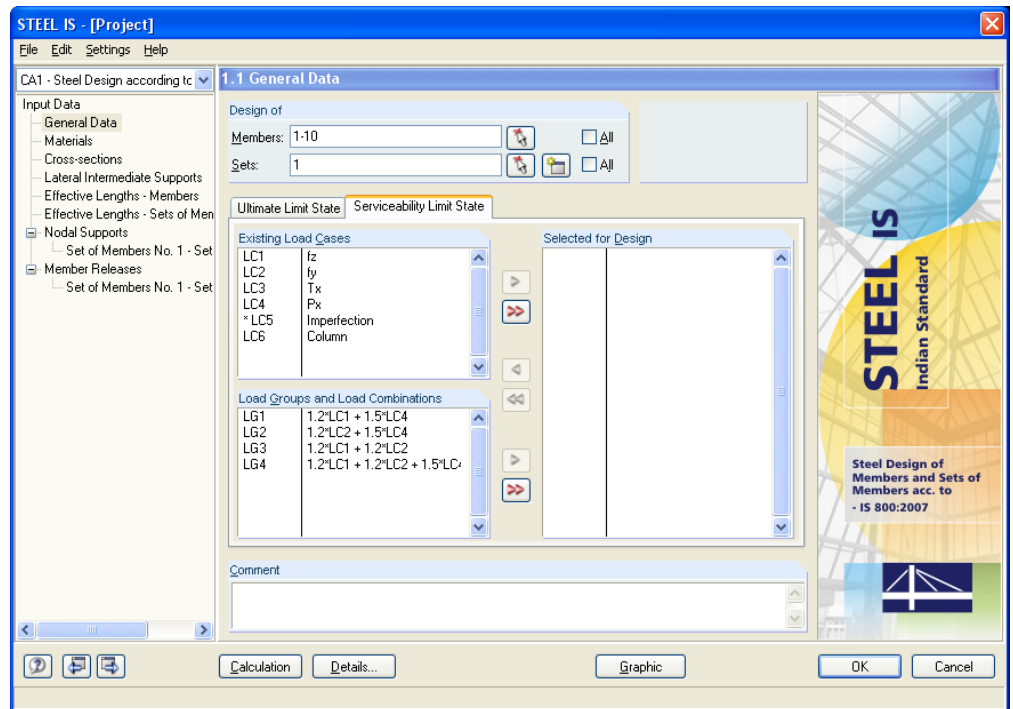 STEEL IS - [Project]
File Edit Settings Help
CA1 - Steel Design according tc
1.1 General Data
Input Data
General Data
Materials
Cross-sections
Lateral Intermediate Supports
Effective Lengths - Members
Effective Lengths - Sets of Men
Nodal Supports
Set of Members No. 1 - Set
Member Releases
Set of Members No. 1 - Set
Design of
Members: 1-10 All
Sets: 1 All
Ultimate Limit State Serviceability Limit State
Existing Load Cases
LC1 fz
LC2 fy
LC3 Tx
LC4 Px
* LC5 Imperfection
LC6 Column
Load Groups and Load Combinations
LG1 1.2*LC1 + 1.5*LC4
LG2 1.2*LC2 + 1.5*LC4
LG3 1.2*LC1 + 1.2*LC2
LG4 1.2*LC1 + 1.2*LC2 + 1.5*LC4
Selected for Design
Comment
STEEL IS
Indian Standard
Steel Design of
Members and Sets of
Members acc. to
- IS 800:2007
Calculation Details... Graphic OK Cancel